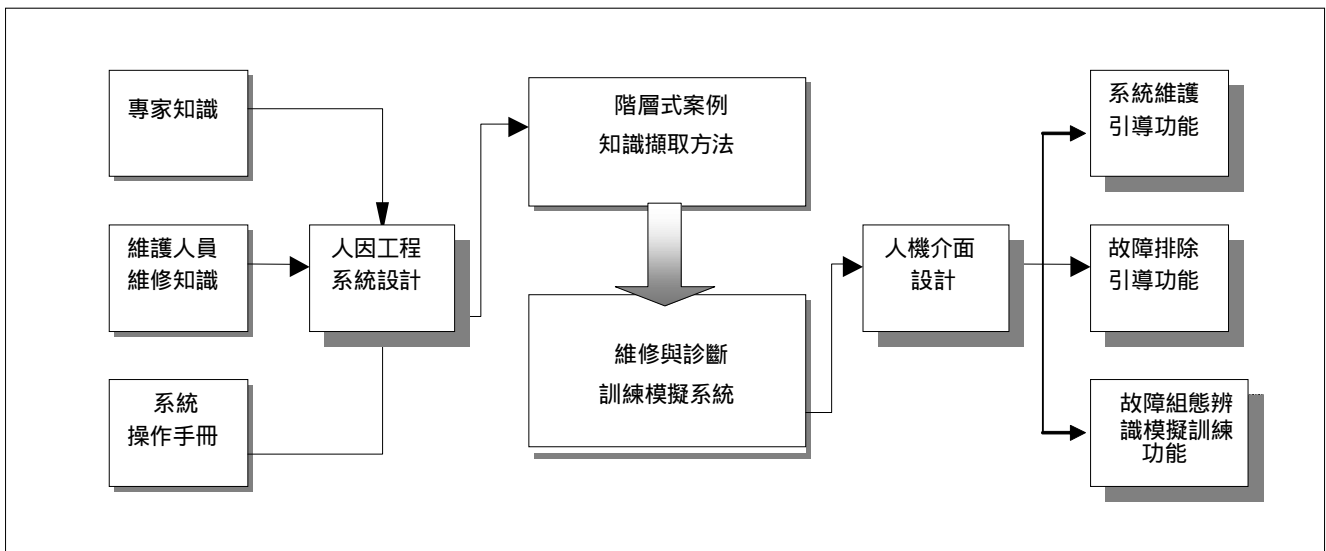 專家知識
維護人員
維修知識
系統
操作手冊
人因工程
系統設計
階層式案例
知識擷取方法
維修與診斷
訓練模擬系統
人機介面
設計
系統維護
引導功能
故障排除
引導功能
故障組態辨
識模擬訓練
功能